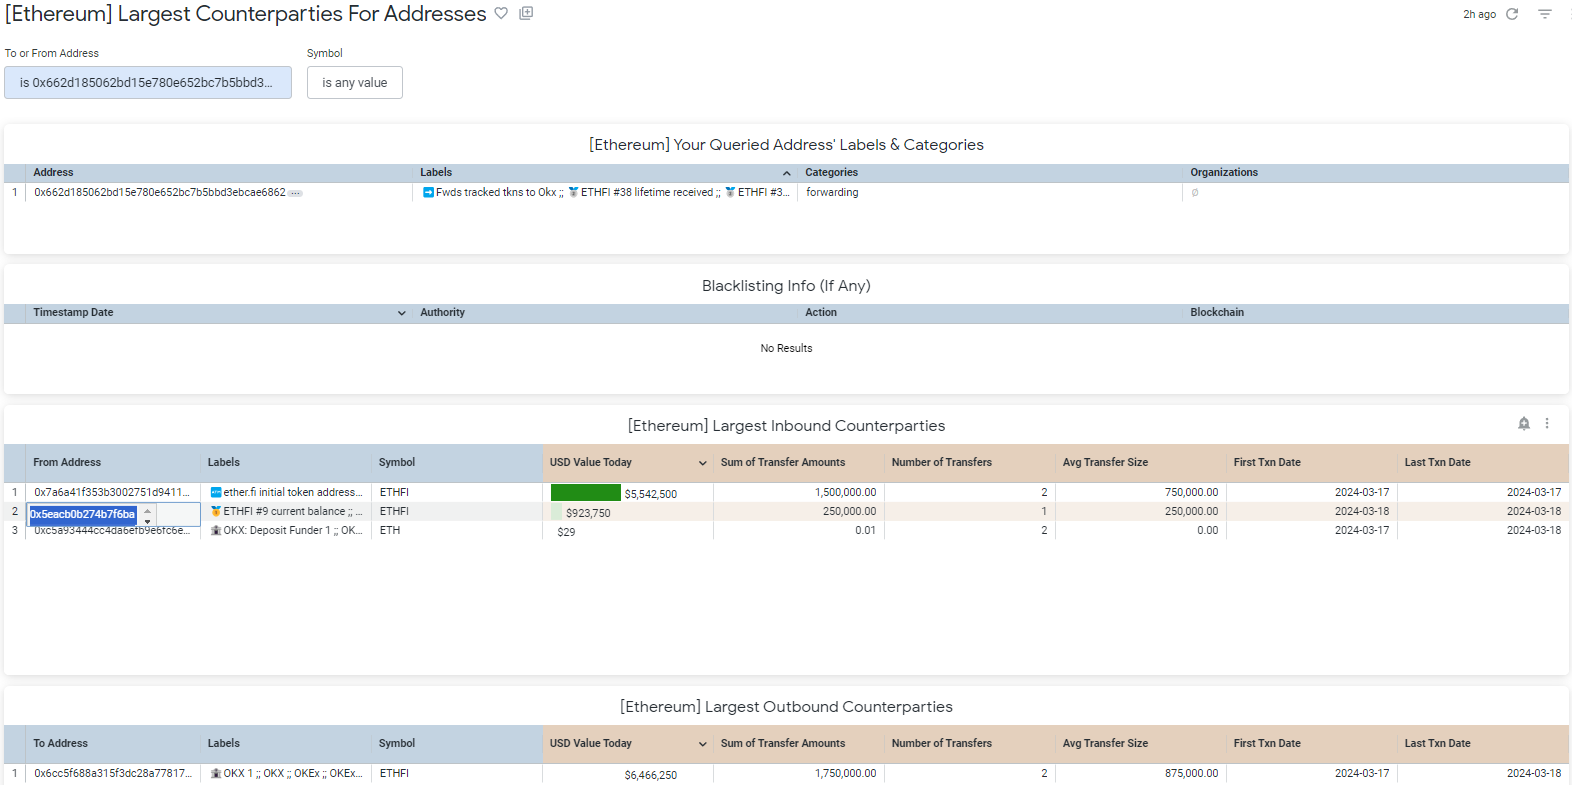 [Ethereum] Largest Counterparties For Addresses
2h ago
To or From Address Symbol
is 0x662d185062bd15e780e652bc7b5bbd3... is any value
[Ethereum] Your Queried Address' Labels & Categories
Address Labels Categories Organizations
1 0x662d185062bd15e780e652bc7b5bbd3ebcae6862 ... ➡️Fwds tracked tkns to Okx ;; 🥈ETHFI #38 lifetime received ;; 🥈ETHFI #3... forwarding ∅
Blacklisting Info (If Any)
Timestamp Date Authority Action Blockchain
No Results
[Ethereum] Largest Inbound Counterparties
From Address Labels Symbol USD Value Today Sum of Transfer Amounts Number of Transfers Avg Transfer Size First Txn Date Last Txn Date
1 0x7a6a41f353b3002751d9411... ether.fi initial token address... ETHFI $5,542,500 1,500,000.00 2 750,000.00 2024-03-17 2024-03-17
2 0x5eacb0b274b7f6ba 🥇ETHFI #9 current balance ;; ... ETHFI $923,750 250,000.00 1 250,000.00 2024-03-18 2024-03-18
3 0xc5a93444cc4da6efb9e6fc6e... 🏦OKX: Deposit Funder 1 ;; OK... ETH $29 0.01 2 0.00 2024-03-17 2024-03-18
[Ethereum] Largest Outbound Counterparties
To Address Labels Symbol USD Value Today Sum of Transfer Amounts Number of Transfers Avg Transfer Size First Txn Date Last Txn Date
1 0x6cc5f688a315f3dc28a77817... 🏦OKX 1 ;; OKX ;; OKEx ;; OKEx... ETHFI $6,466,250 1,750,000.00 2 875,000.00 2024-03-17 2024-03-18